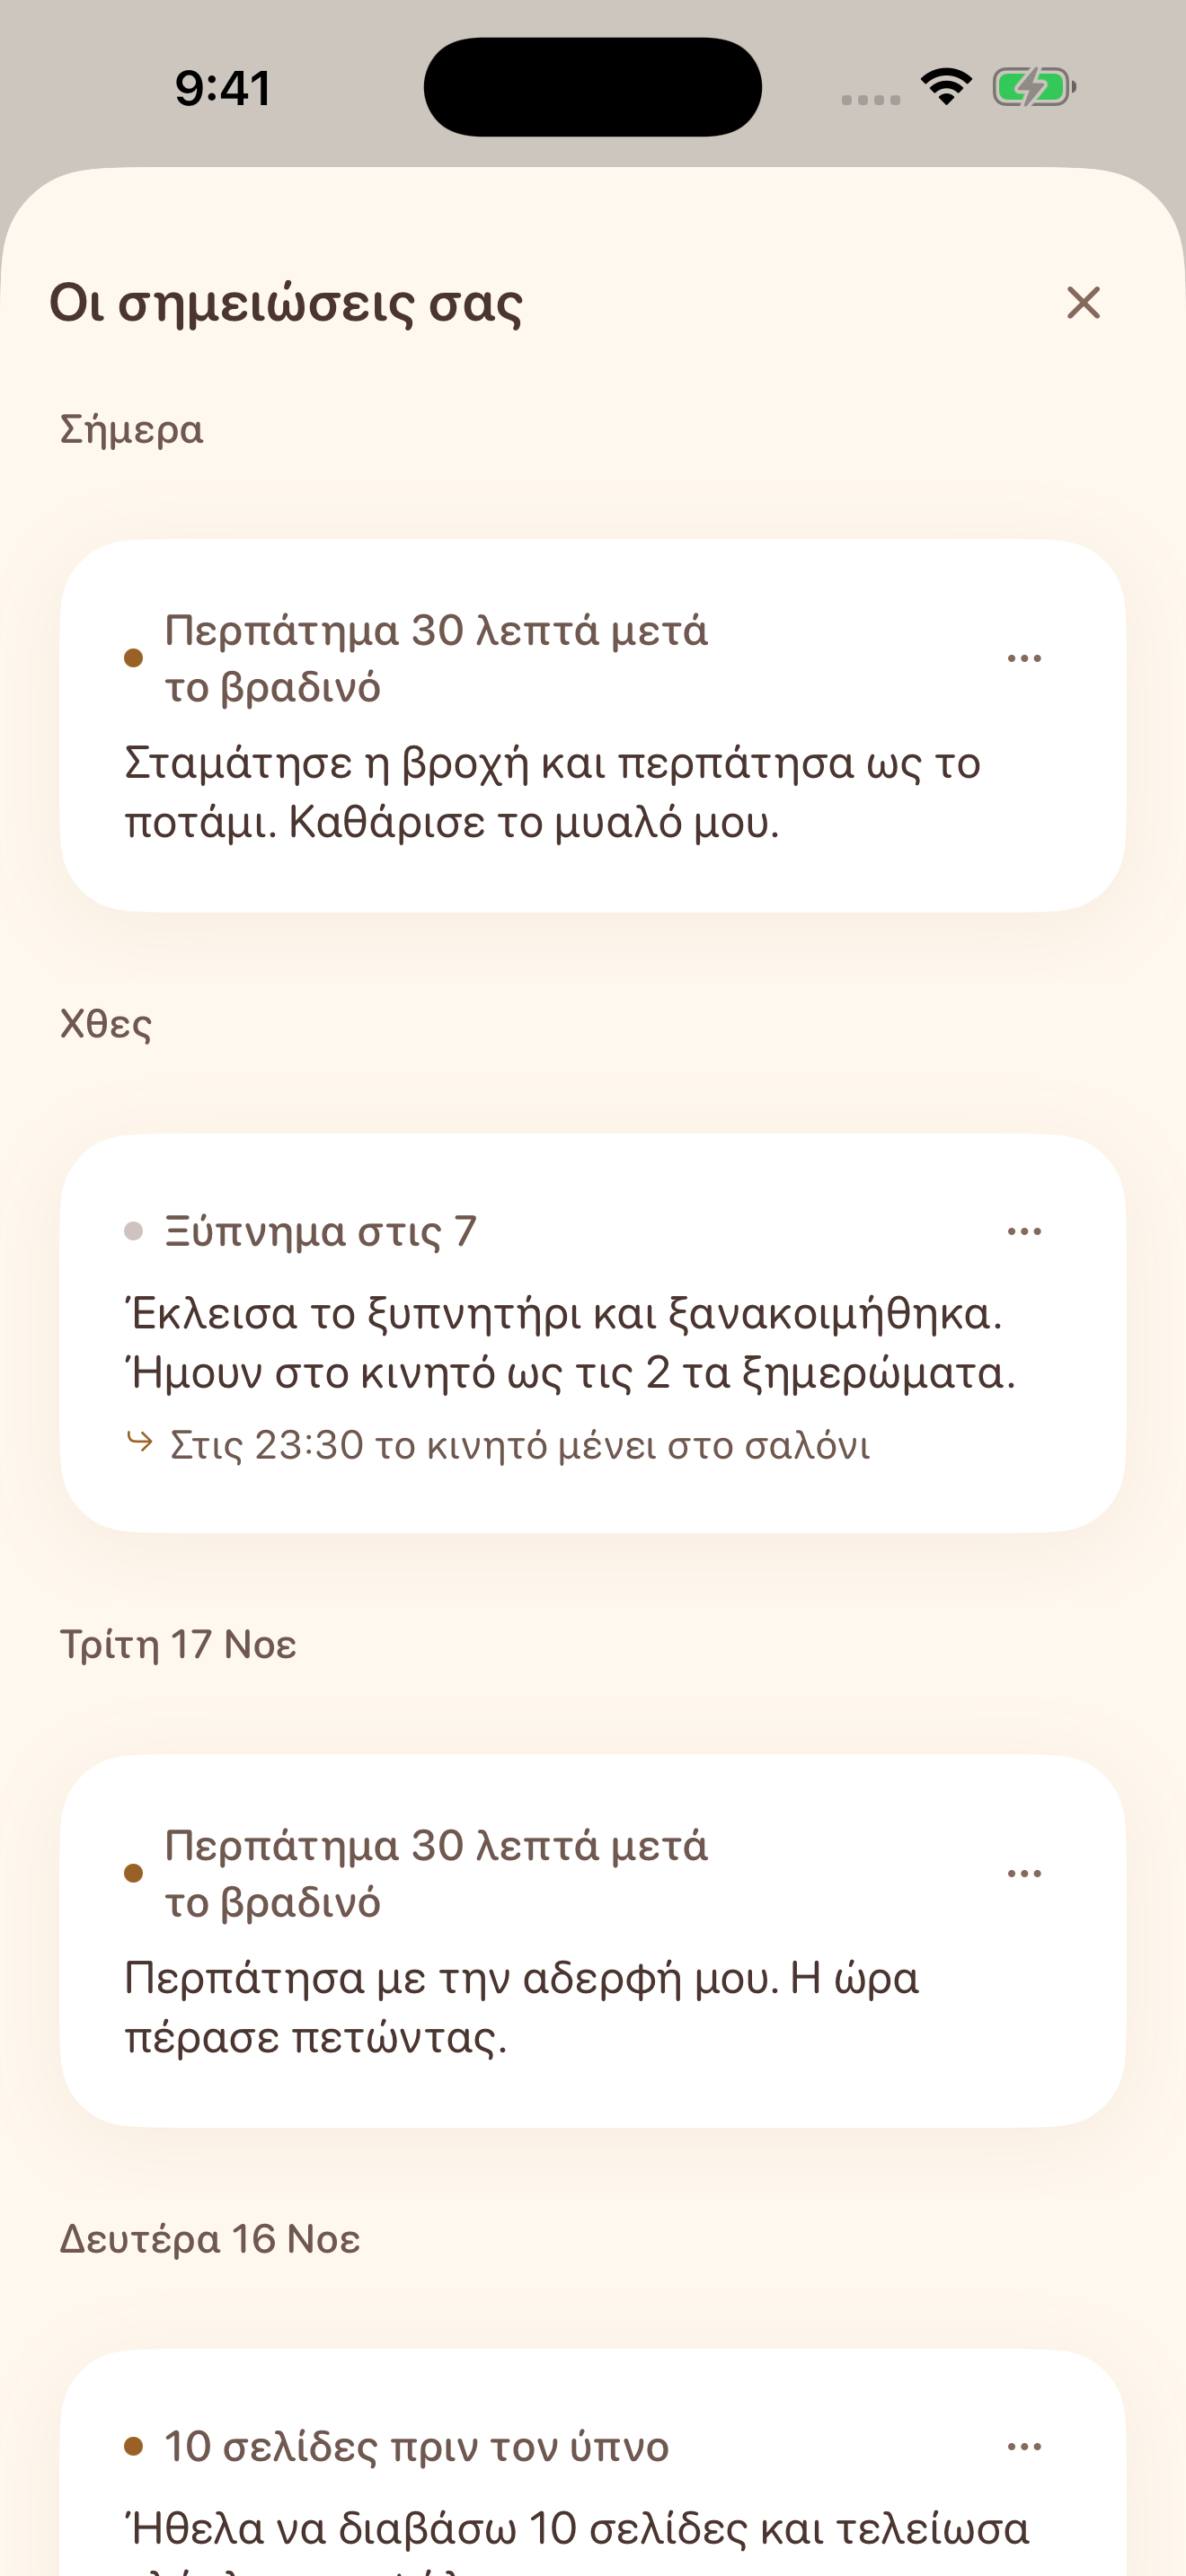 9:41
Οι σημειώσεις σας
Σήμερα
Περπάτημα 30 λεπτά μετά
το βραδινό
Σταμάτησε η βροχή και περπάτησα ως το
ποτάμι. Καθάρισε το μυαλό μου.
Χθες
Ξύπνημα στις 7
Έκλεισα το ξυπνητήρι και ξανακοιμήθηκα.
Ήμουν στο κινητό ως τις 2 τα ξημερώματα.
Στις 23:30 το κινητό μένει στο σαλόνι
Τρίτη 17 Νοε
Περπάτημα 30 λεπτά μετά
το βραδινό
Περπάτησα με την αδερφή μου. Η ώρα
πέρασε πετώντας.
Δευτέρα 16 Νοε
10 σελίδες πριν τον ύπνο
Ήθελα να διαβάσω 10 σελίδες και τελείωσα